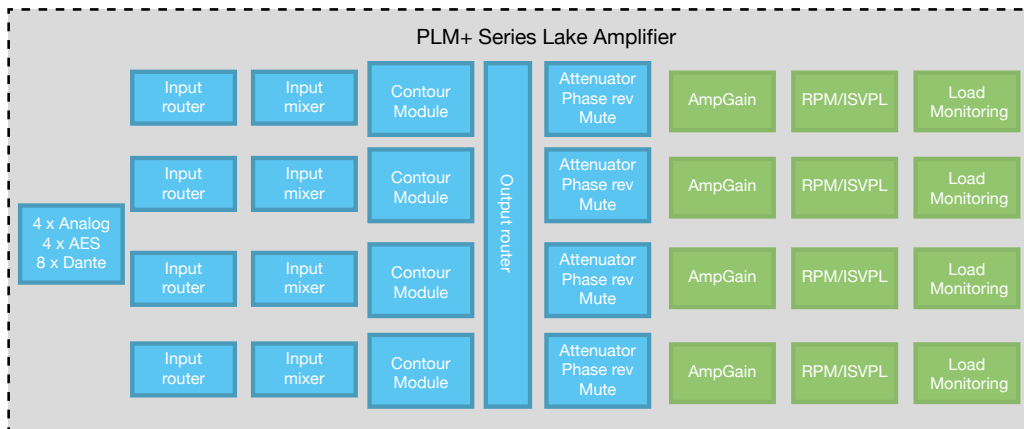 PLM+ Series Lake Amplifier
4 x Analog
4 x AES
8 x Dante
Input
router
Input
mixer
Contour
Module
Output router
Attenuator
Phase rev
Mute
AmpGain
RPM/ISVPL
Load
Monitoring
Input
router
Input
mixer
Contour
Module
Attenuator
Phase rev
Mute
AmpGain
RPM/ISVPL
Load
Monitoring
Input
router
Input
mixer
Contour
Module
Attenuator
Phase rev
Mute
AmpGain
RPM/ISVPL
Load
Monitoring
Input
router
Input
mixer
Contour
Module
Attenuator
Phase rev
Mute
AmpGain
RPM/ISVPL
Load
Monitoring